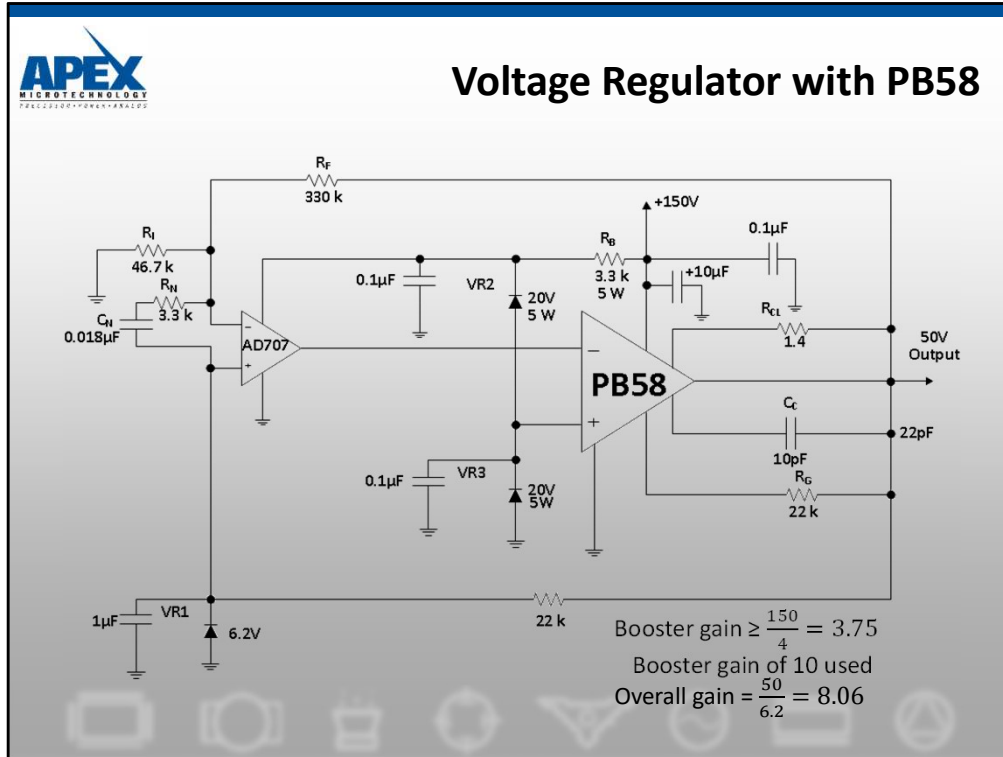 APEX
MICROTECHNOLOGY
PRECISION•POWER•ANALOG
Voltage Regulator with PB58
RF
330 k
+150V
0.1µF
RI
46.7 k
RB
3.3 k
5 W
0.1µF
VR2
+10µF
RN
3.3 k
20V
5 W
CN
0.018µF
RCL
1.4
50V
Output
−
AD707
+
−
PB58
+
CC
10pF
22pF
0.1µF
VR3
20V
5W
RG
22 k
1µF
VR1
6.2V
22 k
Booster gain ≥ 150/4 = 3.75
Booster gain of 10 used
Overall gain = 50/6.2 = 8.06